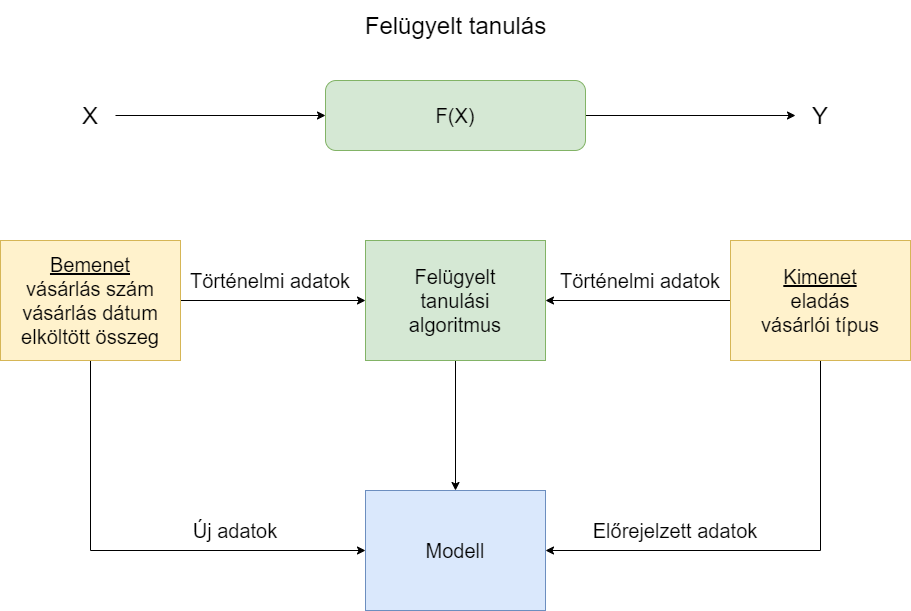 Felügyelt tanulás
X
F(X)
Y
Bemenet
vásárlás szám
vásárlás dátum
elköltött összeg
Történelmi adatok
Felügyelt
tanulási
algoritmus
Történelmi adatok
Kimenet
eladás
vásárlói típus
Új adatok
Modell
Előrejelzett adatok